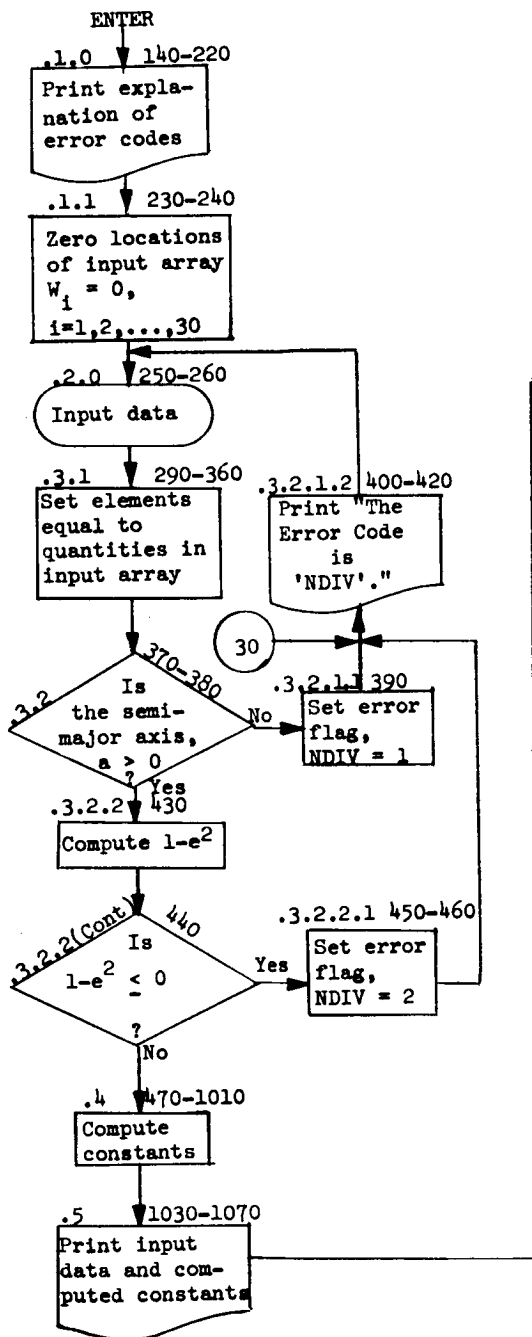 ENTER
.1.0 140-220
Print expla-
nation of
error codes
.1.1 230-240
Zero locations
of input array
W_i = 0,
i=1,2,...,30
.2.0 250-260
Input data
.3.1 290-360
Set elements
equal to
quantities in
input array
.3.2.1.2 400-420
Print "The
Error Code
is
'NDIV'."
30
.3.2 370-380
Is
the semi-
major axis,
a > 0
?
Yes
No
.3.2.1.1 390
Set error
flag,
NDIV = 1
.3.2.2 430
Compute 1-e²
.3.2.2(Cont) 440
Is
1-e² ≤ 0
?
No
Yes
.3.2.2.1 450-460
Set error
flag,
NDIV = 2
.4 470-1010
Compute
constants
.5 1030-1070
Print input
data and com-
puted constants